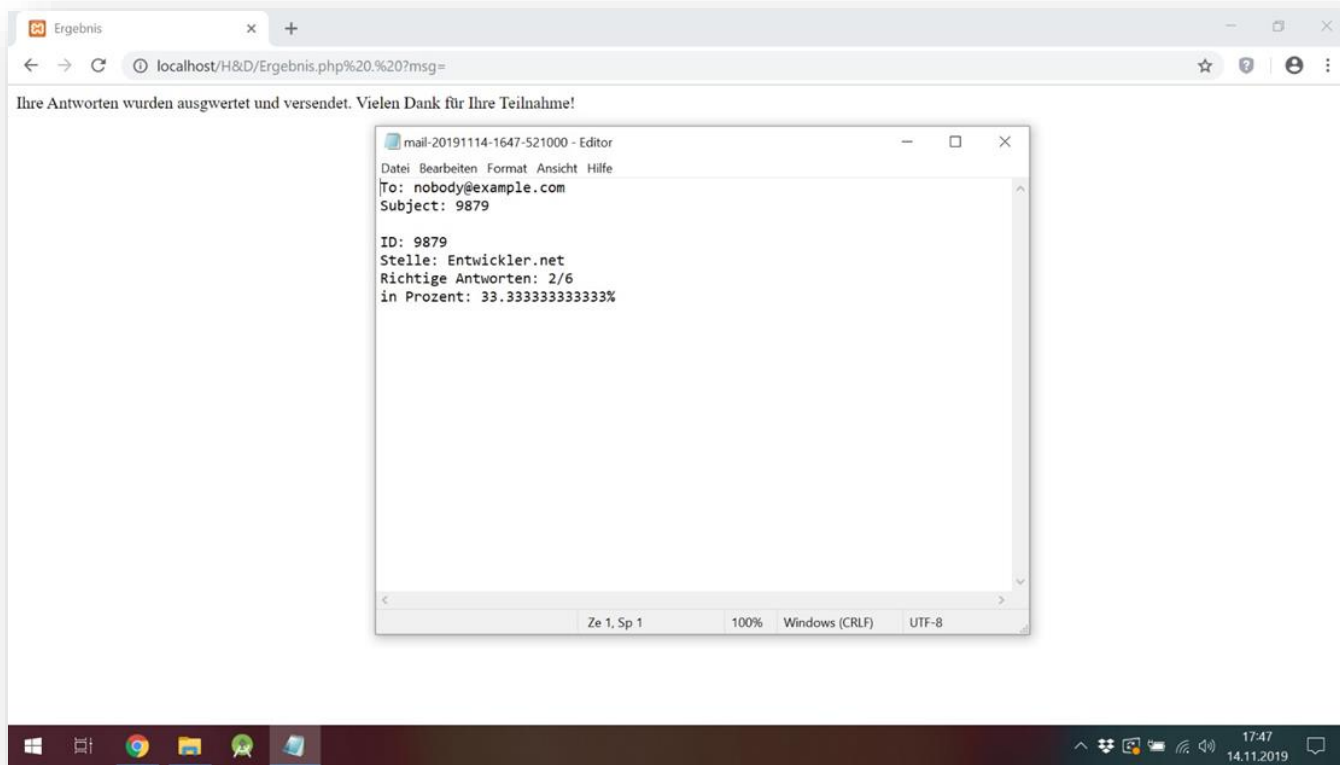 Ergebnis
localhost/H&D/Ergebnis.php%20.%20?msg=
Ihre Antworten wurden ausgwertet und versendet. Vielen Dank für Ihre Teilnahme!
mail-20191114-1647-521000 - Editor
Datei Bearbeiten Format Ansicht Hilfe
To: nobody@example.com
Subject: 9879
ID: 9879
Stelle: Entwickler.net
Richtige Antworten: 2/6
in Prozent: 33.333333333333%
Ze 1, Sp 1 100% Windows (CRLF) UTF-8
17:47
14.11.2019